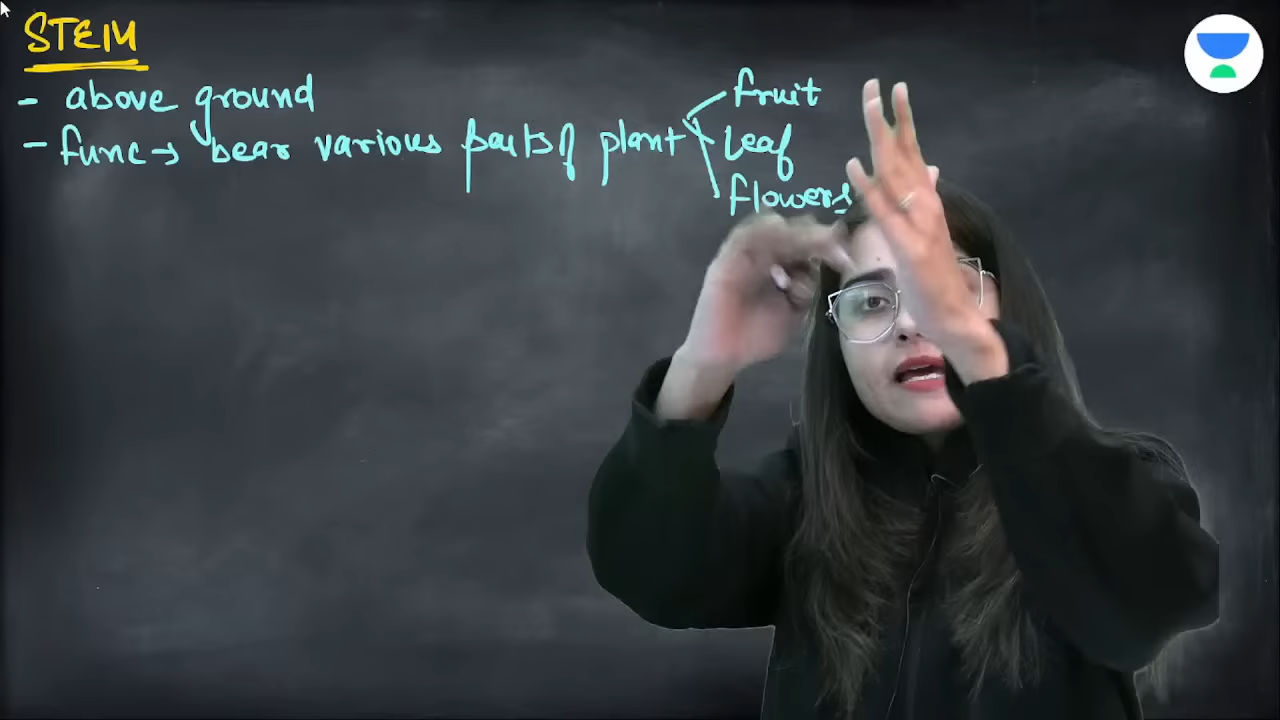 STEM
- above ground
- func → bear various parts of plant
fruit
Leaf
flowers